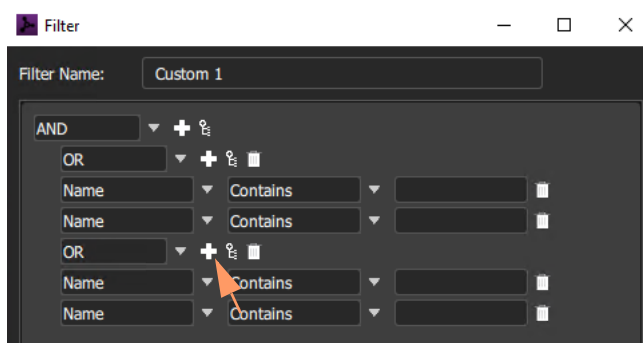 Filter
Filter Name: Custom 1
AND
OR
Name Contains
Name Contains
OR
Name Contains
Name Contains